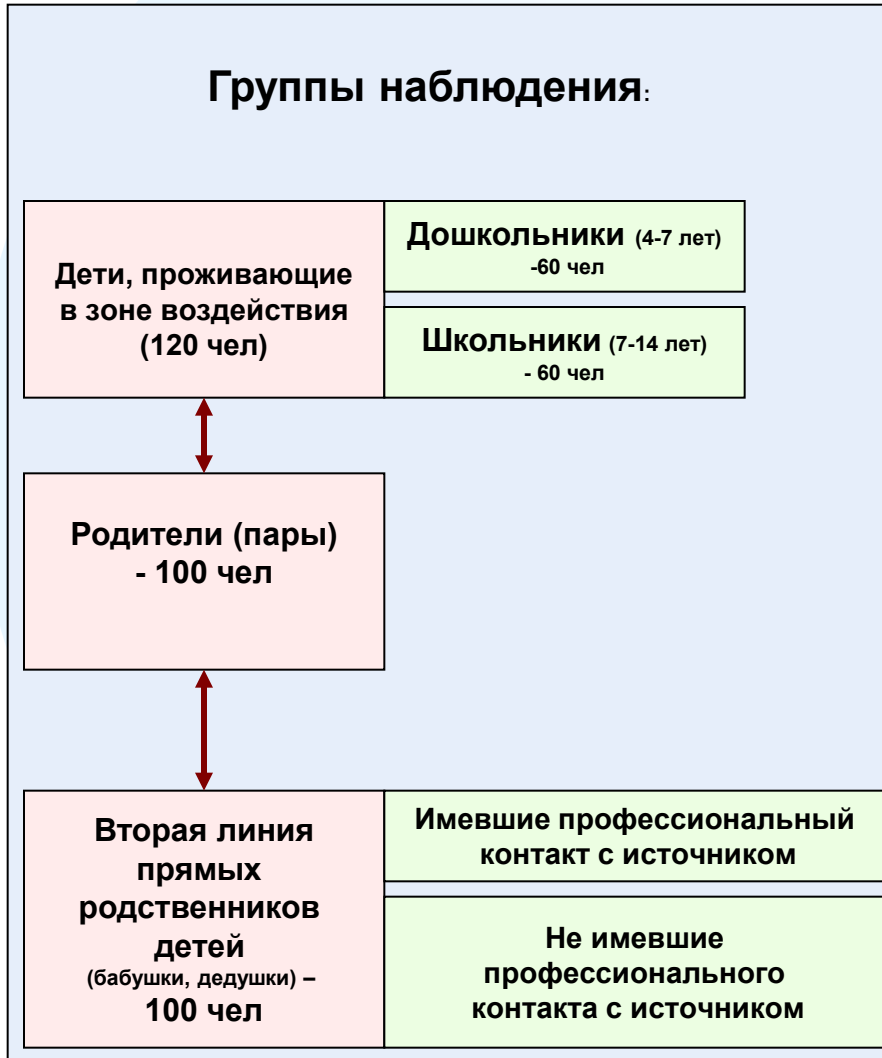 Группы наблюдения:
Дети, проживающие
в зоне воздействия
(120 чел)
Дошкольники (4-7 лет)
-60 чел
Школьники (7-14 лет)
- 60 чел
Родители (пары)
- 100 чел
Вторая линия
прямых
родственников
детей
(бабушки, дедушки) –
100 чел
Имевшие профессиональный
контакт с источником
Не имевшие
профессионального
контакта с источником